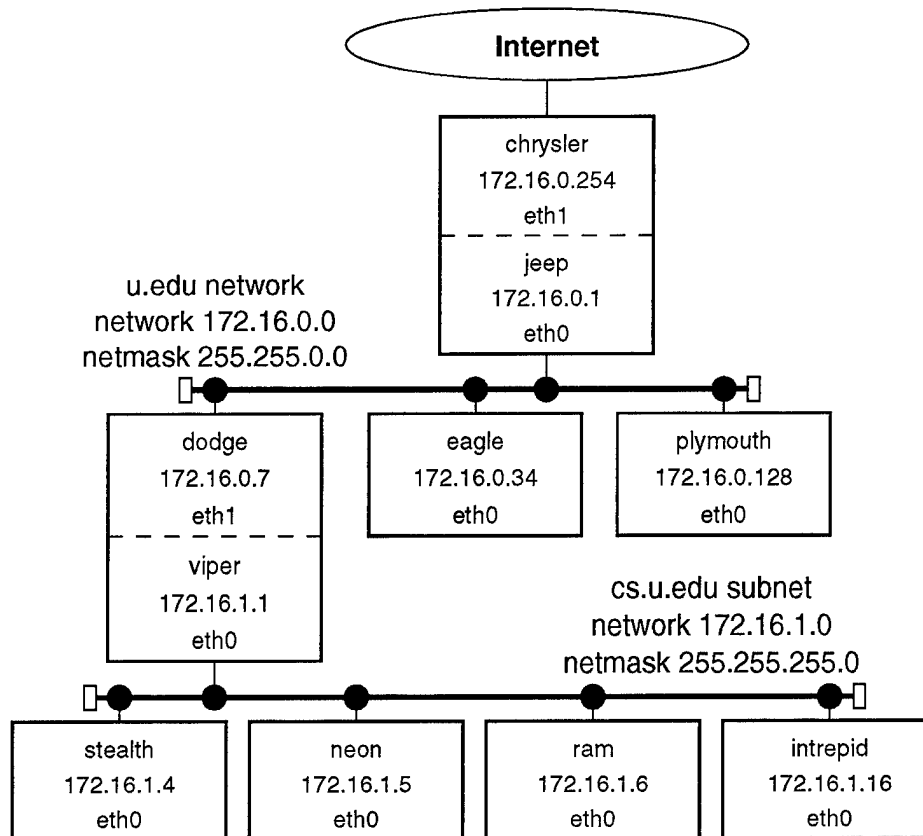 Internet
chrysler
172.16.0.254
eth1
jeep
172.16.0.1
eth0
u.edu network
network 172.16.0.0
netmask 255.255.0.0
dodge
172.16.0.7
eth1
viper
172.16.1.1
eth0
eagle
172.16.0.34
eth0
plymouth
172.16.0.128
eth0
cs.u.edu subnet
network 172.16.1.0
netmask 255.255.255.0
stealth
172.16.1.4
eth0
neon
172.16.1.5
eth0
ram
172.16.1.6
eth0
intrepid
172.16.1.16
eth0